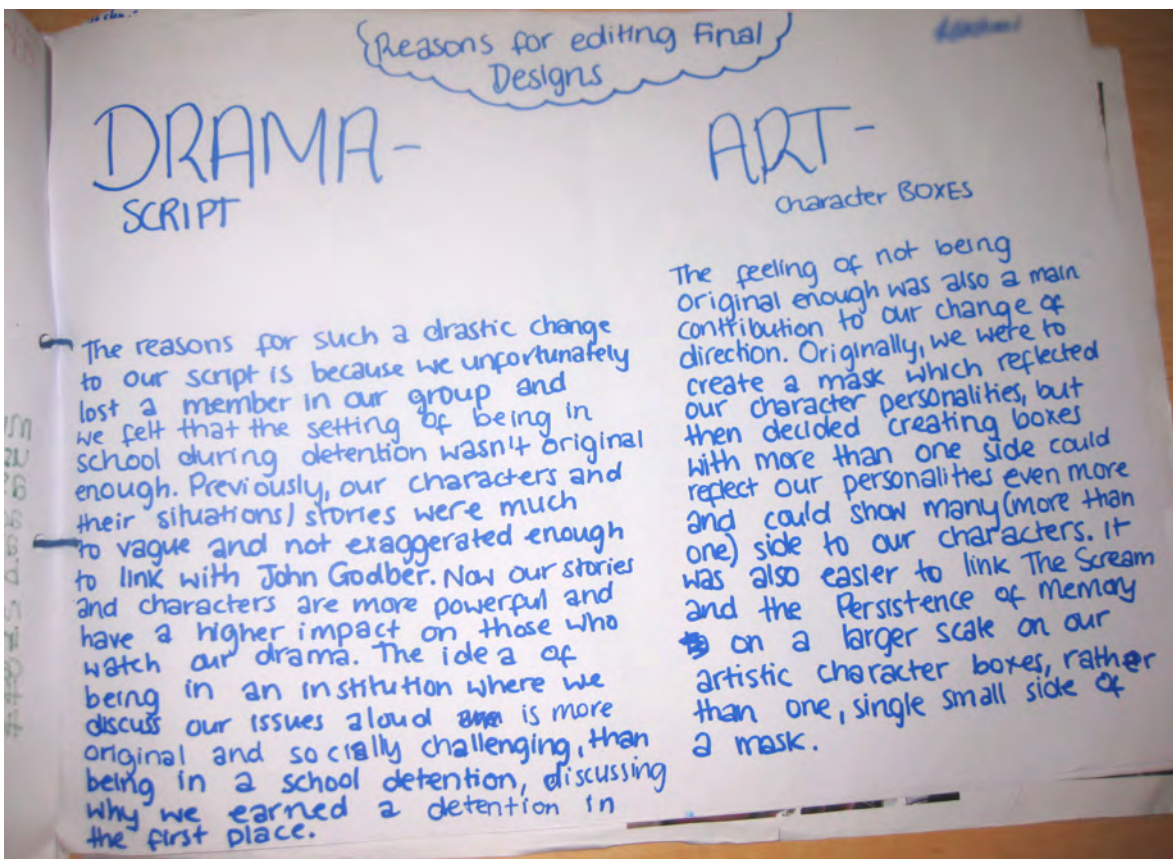 Reasons for editing Final
Designs
DRAMA-
SCRIPT
The reasons for such a drastic change
to our script is because we unfortunately
lost a member in our group and
we felt that the setting of being in
school during detention wasn't original
enough. Previously, our characters and
their situations/stories were much
to vague and not exaggerated enough
to link with John Godber. Now our stories
and characters are more powerful and
have a higher impact on those who
watch our drama. The idea of
being in an institution where we
discuss our issues aloud is more
original and socially challenging, than
being in a school detention, discussing
why we earned a detention in
the first place.
ART-
Character BOXES
The feeling of not being
original enough was also a main
contribution to our change of
direction. Originally, we were to
create a mask which reflected
our character personalities, but
then decided creating boxes
with more than one side could
reflect our personalities even more
and could show many (more than
one) side to our characters. It
was also easier to link The Scream
and the Persistence of Memory
on a larger scale on our
artistic character boxes, rather
than one, single small side of
a mask.